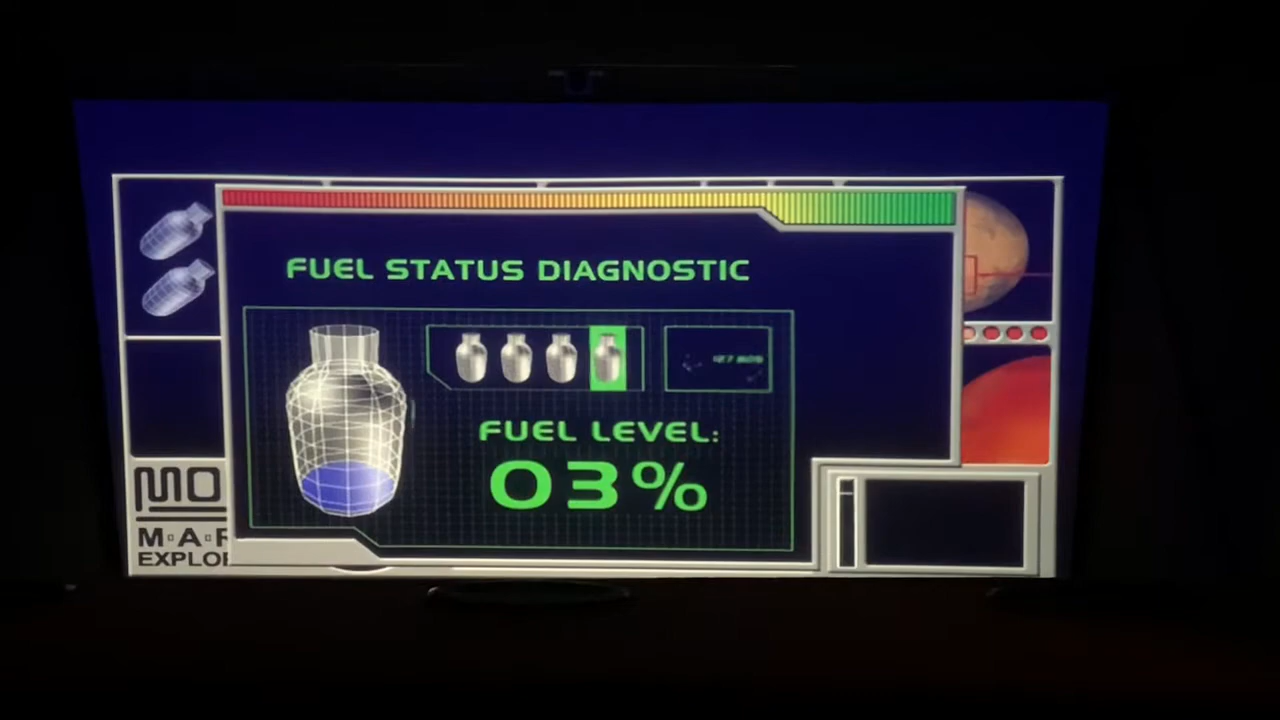 FUEL STATUS DIAGNOSTIC
FUEL LEVEL:
03%
MO
M·A·R
EXPLOR